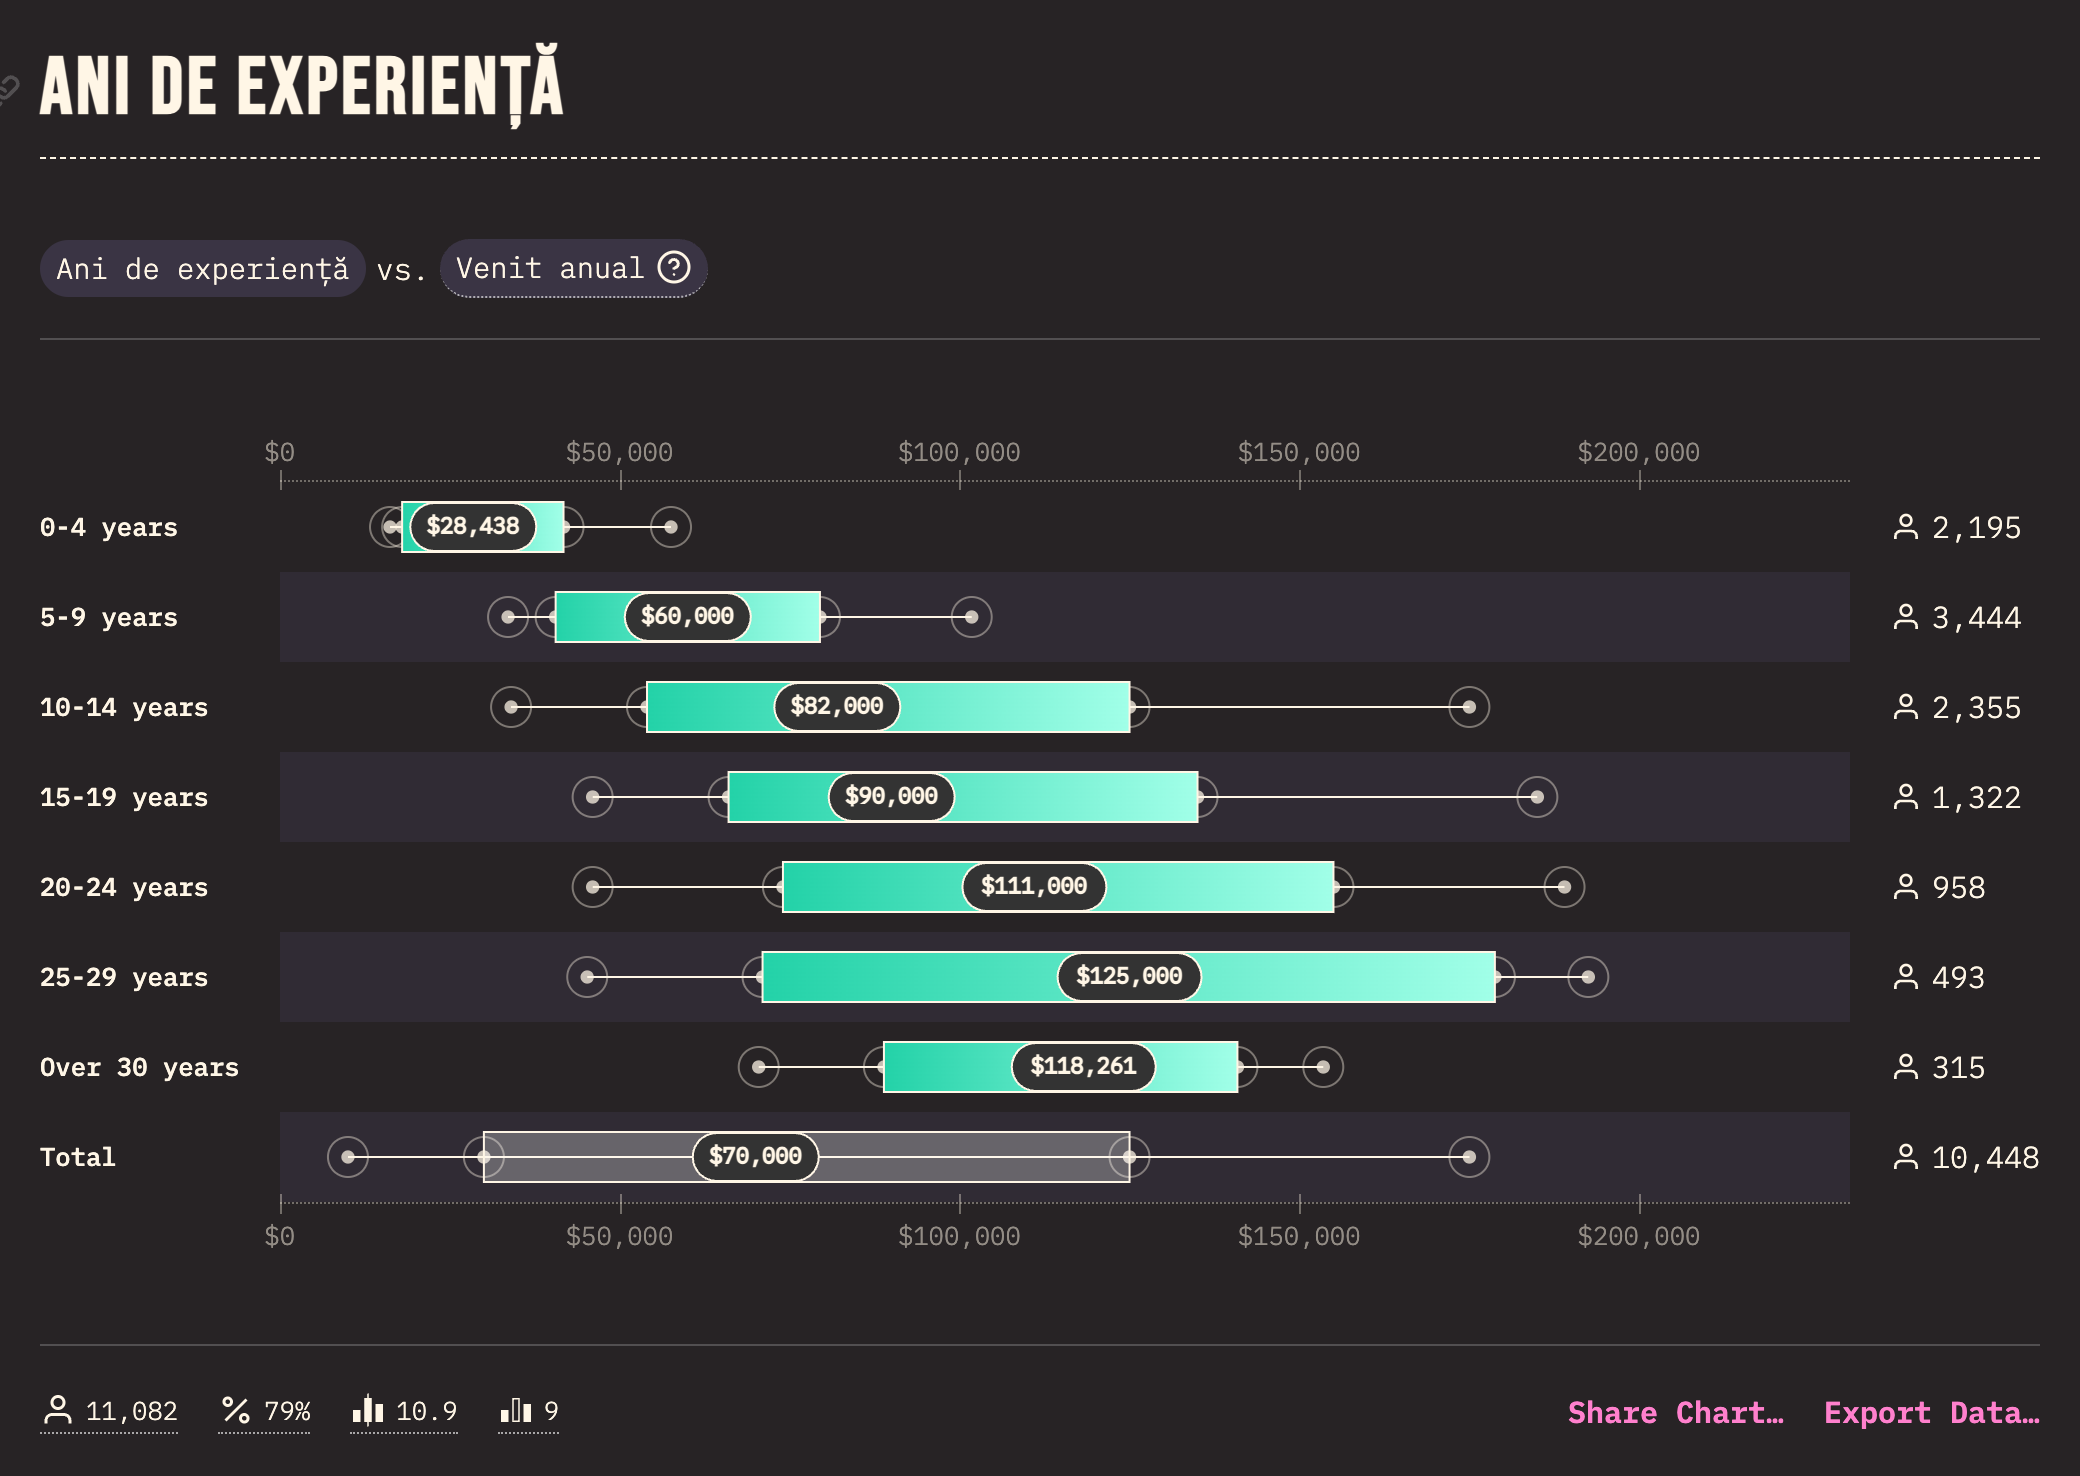 ANI DE EXPERIENȚĂ
Ani de experiență vs. Venit anual ?
$0 $50,000 $100,000 $150,000 $200,000
0-4 years $28,438 2,195
5-9 years $60,000 3,444
10-14 years $82,000 2,355
15-19 years $90,000 1,322
20-24 years $111,000 958
25-29 years $125,000 493
Over 30 years $118,261 315
Total $70,000 10,448
$0 $50,000 $100,000 $150,000 $200,000
11,082 % 79% 10.9 9 Share Chart… Export Data…